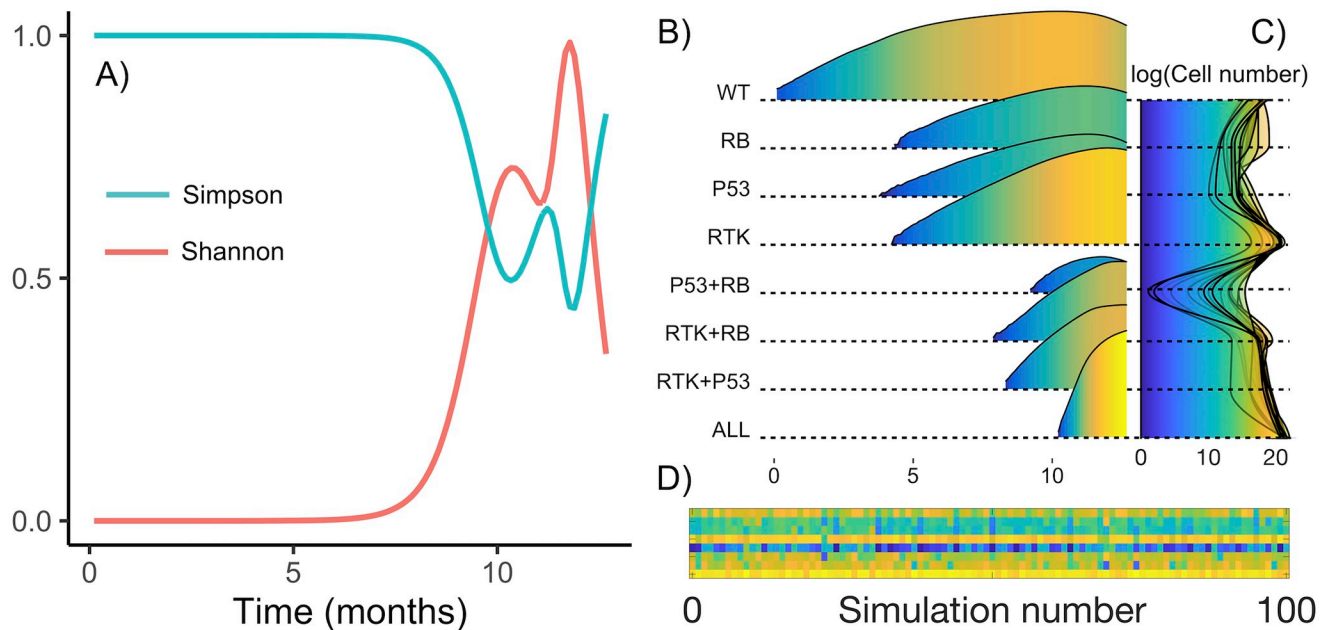 A)
1.0
0.5
0.0
Simpson
Shannon
0 5 10
Time (months)
B)
WT
RB
P53
RTK
P53+RB
RTK+RB
RTK+P53
ALL
0 5 10
C)
log(Cell number)
0 10 20
D)
0 Simulation number 100